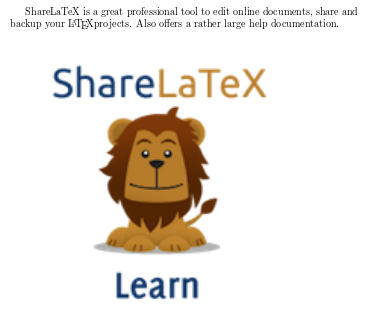 ShareLaTeX is a great professional tool to edit online documents, share and
backup your LATEXprojects. Also offers a rather large help documentation.
ShareLaTeX
Learn